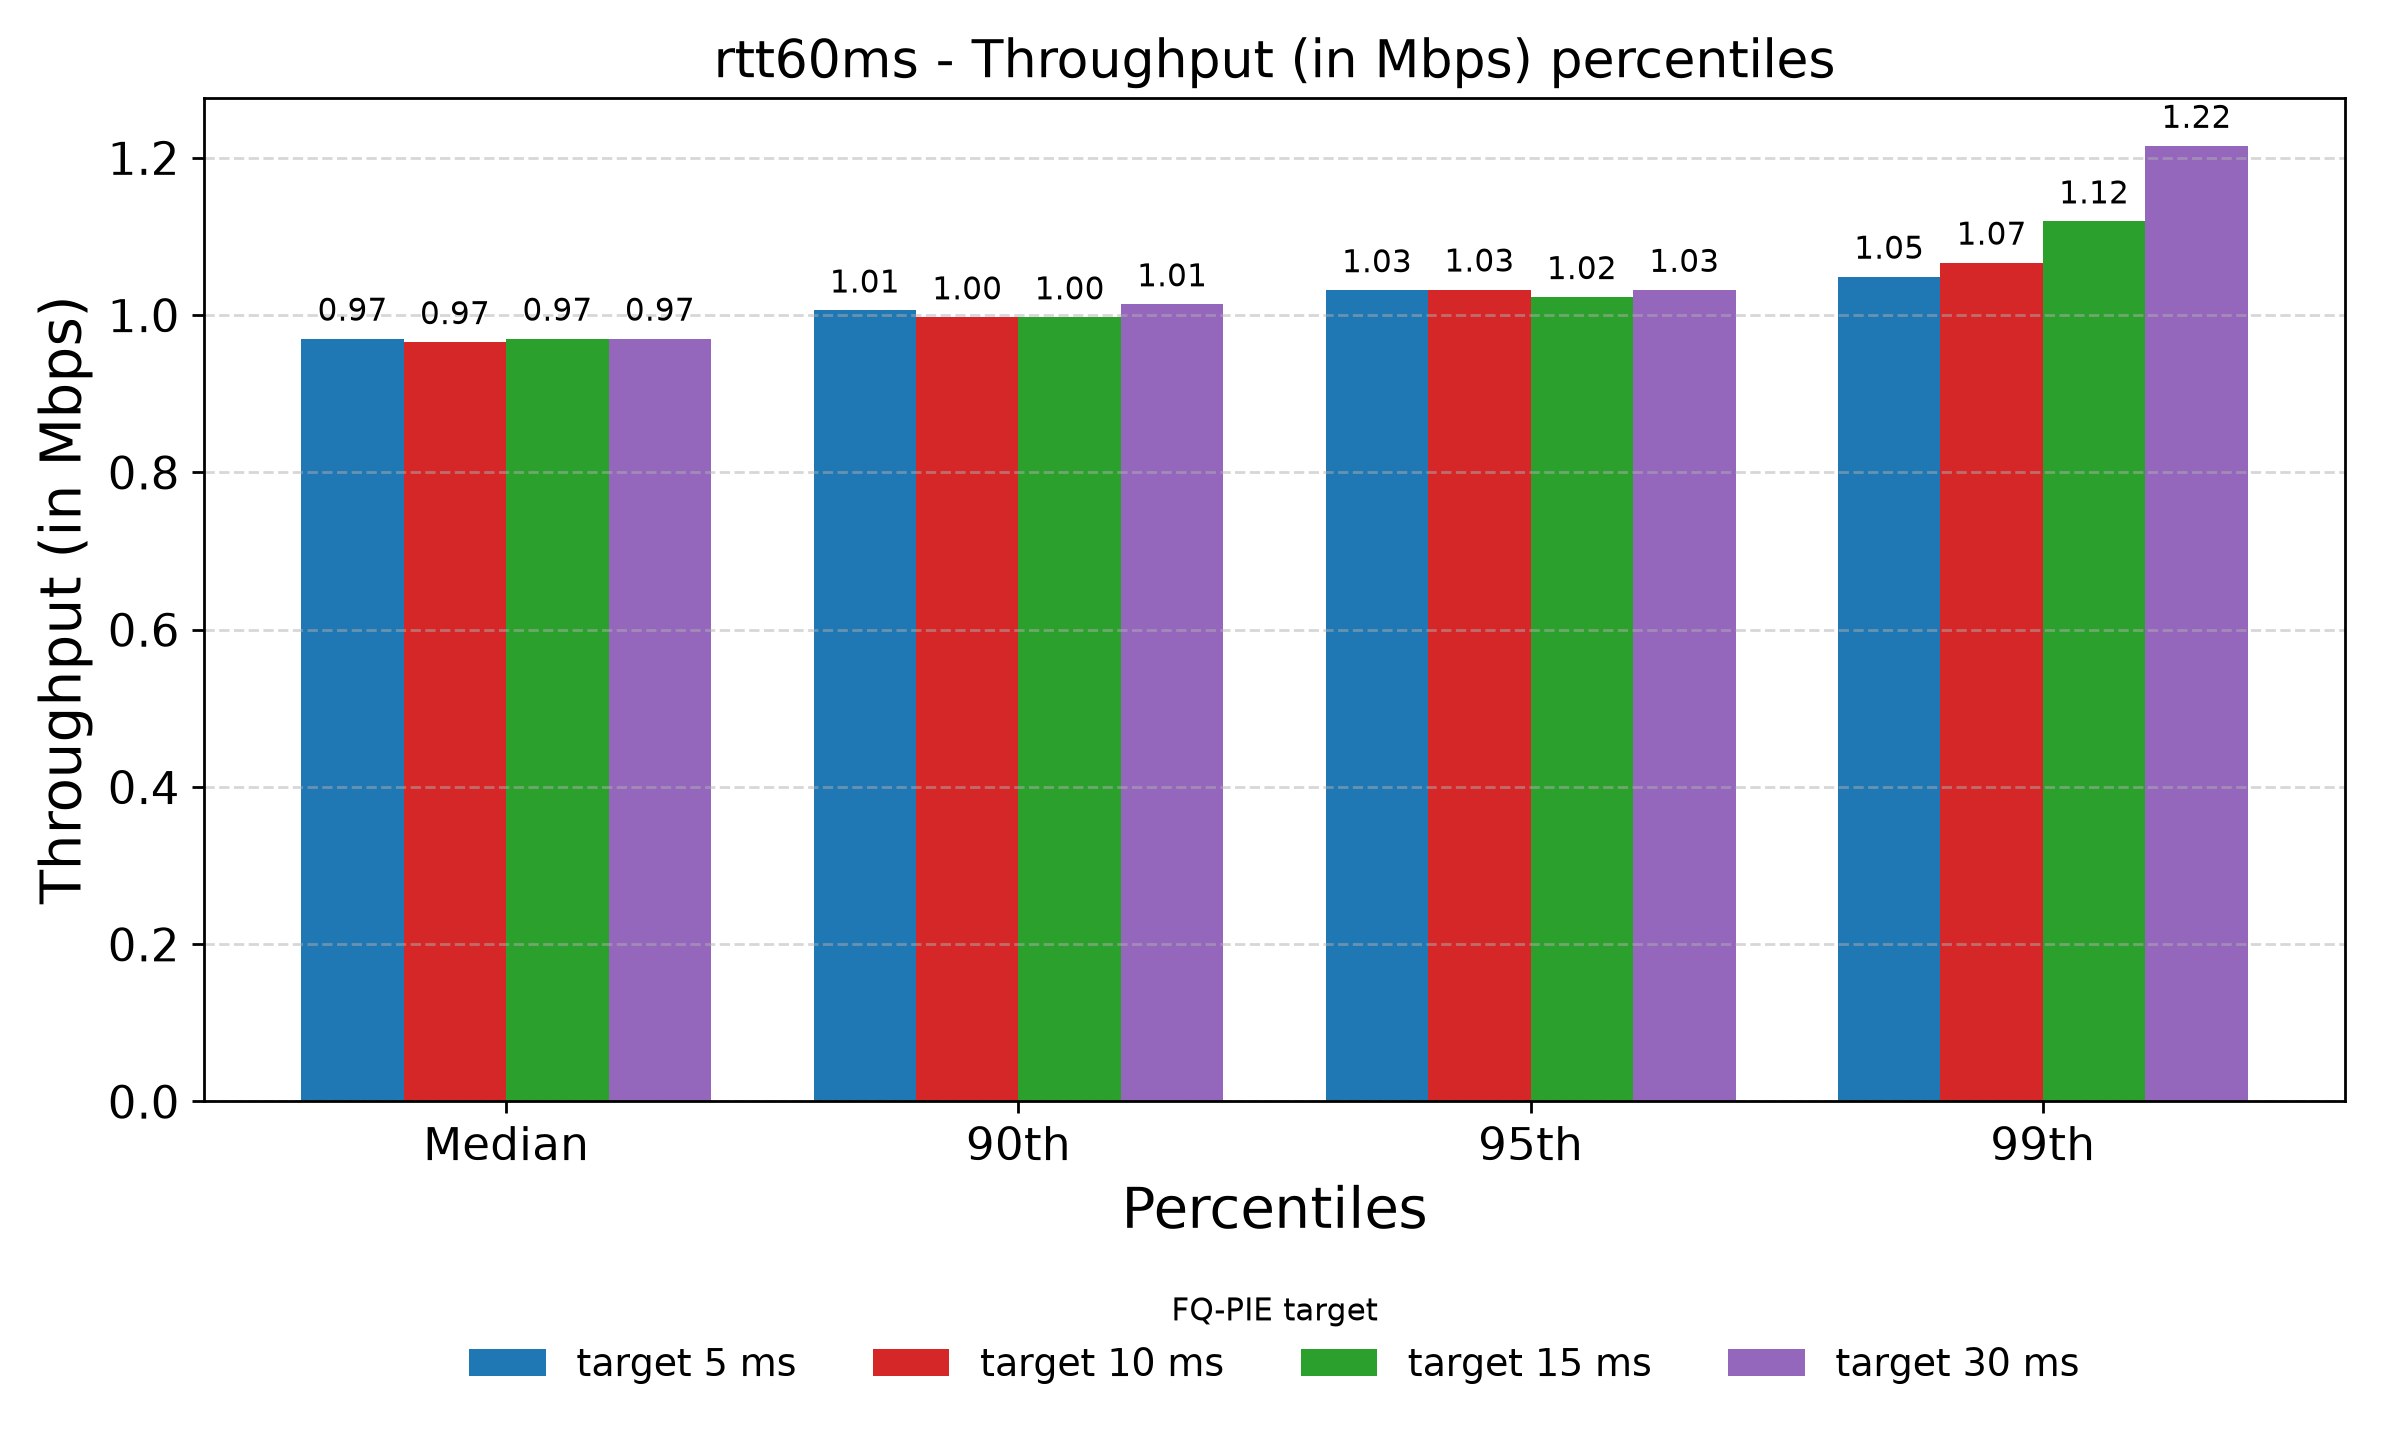 rtt60ms - Throughput (in Mbps) percentiles
Throughput (in Mbps)
1.2
1.0
0.8
0.6
0.4
0.2
0.0
0.97 0.97 0.97 0.97
1.01 1.00 1.00 1.01
1.03 1.03 1.02 1.03
1.05 1.07 1.12 1.22
Median 90th 95th 99th
Percentiles
FQ-PIE target
target 5 ms target 10 ms target 15 ms target 30 ms